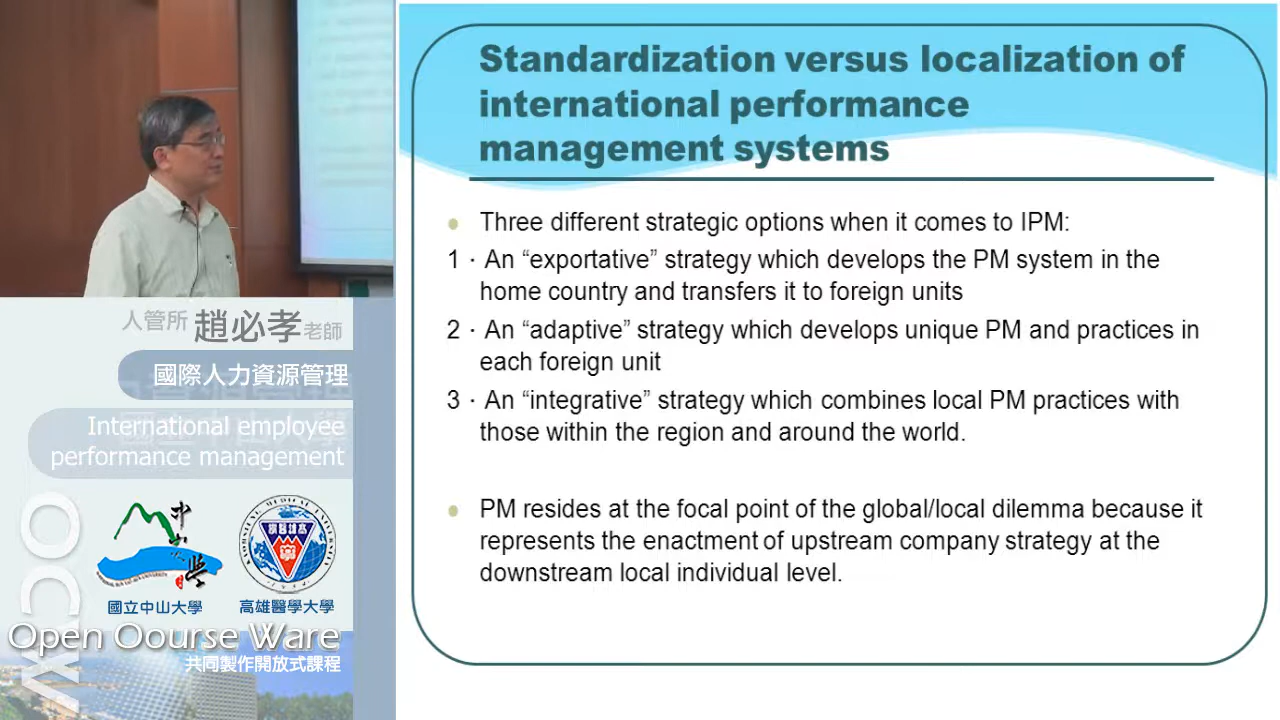 Standardization versus localization of
international performance
management systems
Three different strategic options when it comes to IPM:
1 · An “exportative” strategy which develops the PM system in the
home country and transfers it to foreign units
2 · An “adaptive” strategy which develops unique PM and practices in
each foreign unit
3 · An “integrative” strategy which combines local PM practices with
those within the region and around the world.
PM resides at the focal point of the global/local dilemma because it
represents the enactment of upstream company strategy at the
downstream local individual level.
人管所 趙必孝老師
國際人力資源管理
International employee
performance management
中山大學
國立中山大學
KAOHSIUNG MEDICAL UNIVERSITY
高雄醫學大學
OCW
Open Oourse Ware
共同製作開放式課程